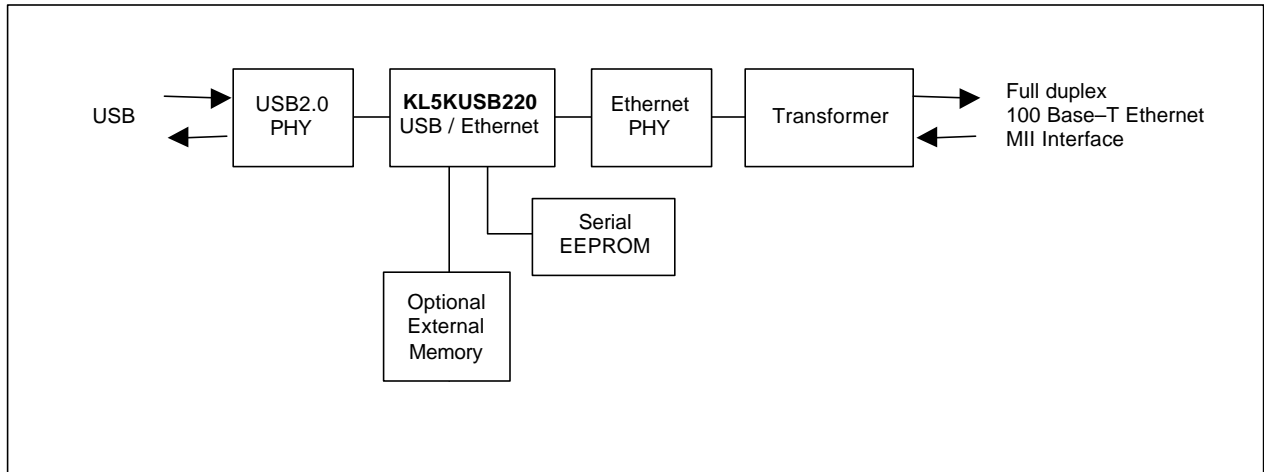 USB
USB2.0
PHY
KL5KUSB220
USB / Ethernet
Ethernet
PHY
Transformer
Full duplex
100 Base–T Ethernet
MII Interface
Serial
EEPROM
Optional
External
Memory